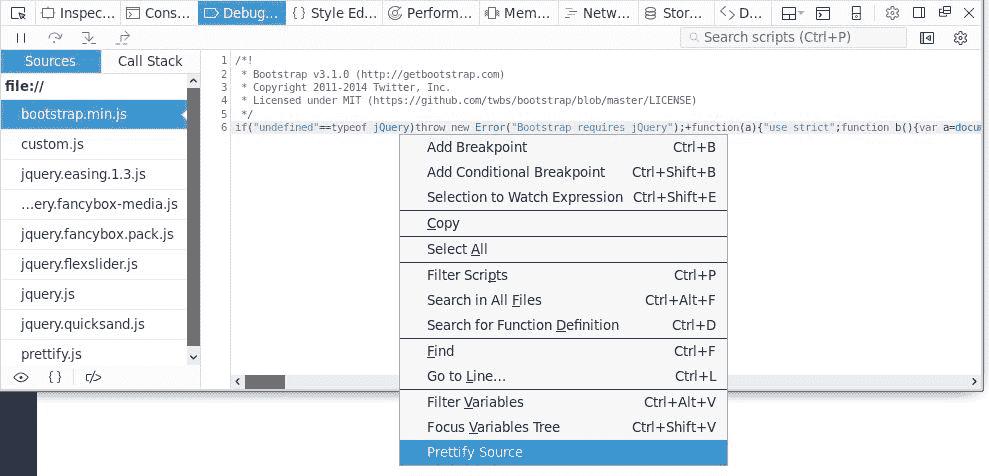 Inspec... Cons... Debug... Style Ed... Perform... Mem... Netw... Stor... D...
Search scripts (Ctrl+P)
Sources Call Stack
file://
bootstrap.min.js
custom.js
jquery.easing.1.3.js
...ery.fancybox-media.js
jquery.fancybox.pack.js
jquery.flexslider.js
jquery.js
jquery.quicksand.js
prettify.js
{ }
1 /*!
2 * Bootstrap v3.1.0 (http://getbootstrap.com)
3 * Copyright 2011-2014 Twitter, Inc.
4 * Licensed under MIT (https://github.com/twbs/bootstrap/blob/master/LICENSE)
5 */
6 if("undefined"==typeof jQuery)throw new Error("Bootstrap requires jQuery");+function(a){"use strict";function b(){var a=docum
Add Breakpoint Ctrl+B
Add Conditional Breakpoint Ctrl+Shift+B
Selection to Watch Expression Ctrl+Shift+E
Copy
Select All
Filter Scripts Ctrl+P
Search in All Files Ctrl+Alt+F
Search for Function Definition Ctrl+D
Find Ctrl+F
Go to Line... Ctrl+L
Filter Variables Ctrl+Alt+V
Focus Variables Tree Ctrl+Shift+V
Prettify Source